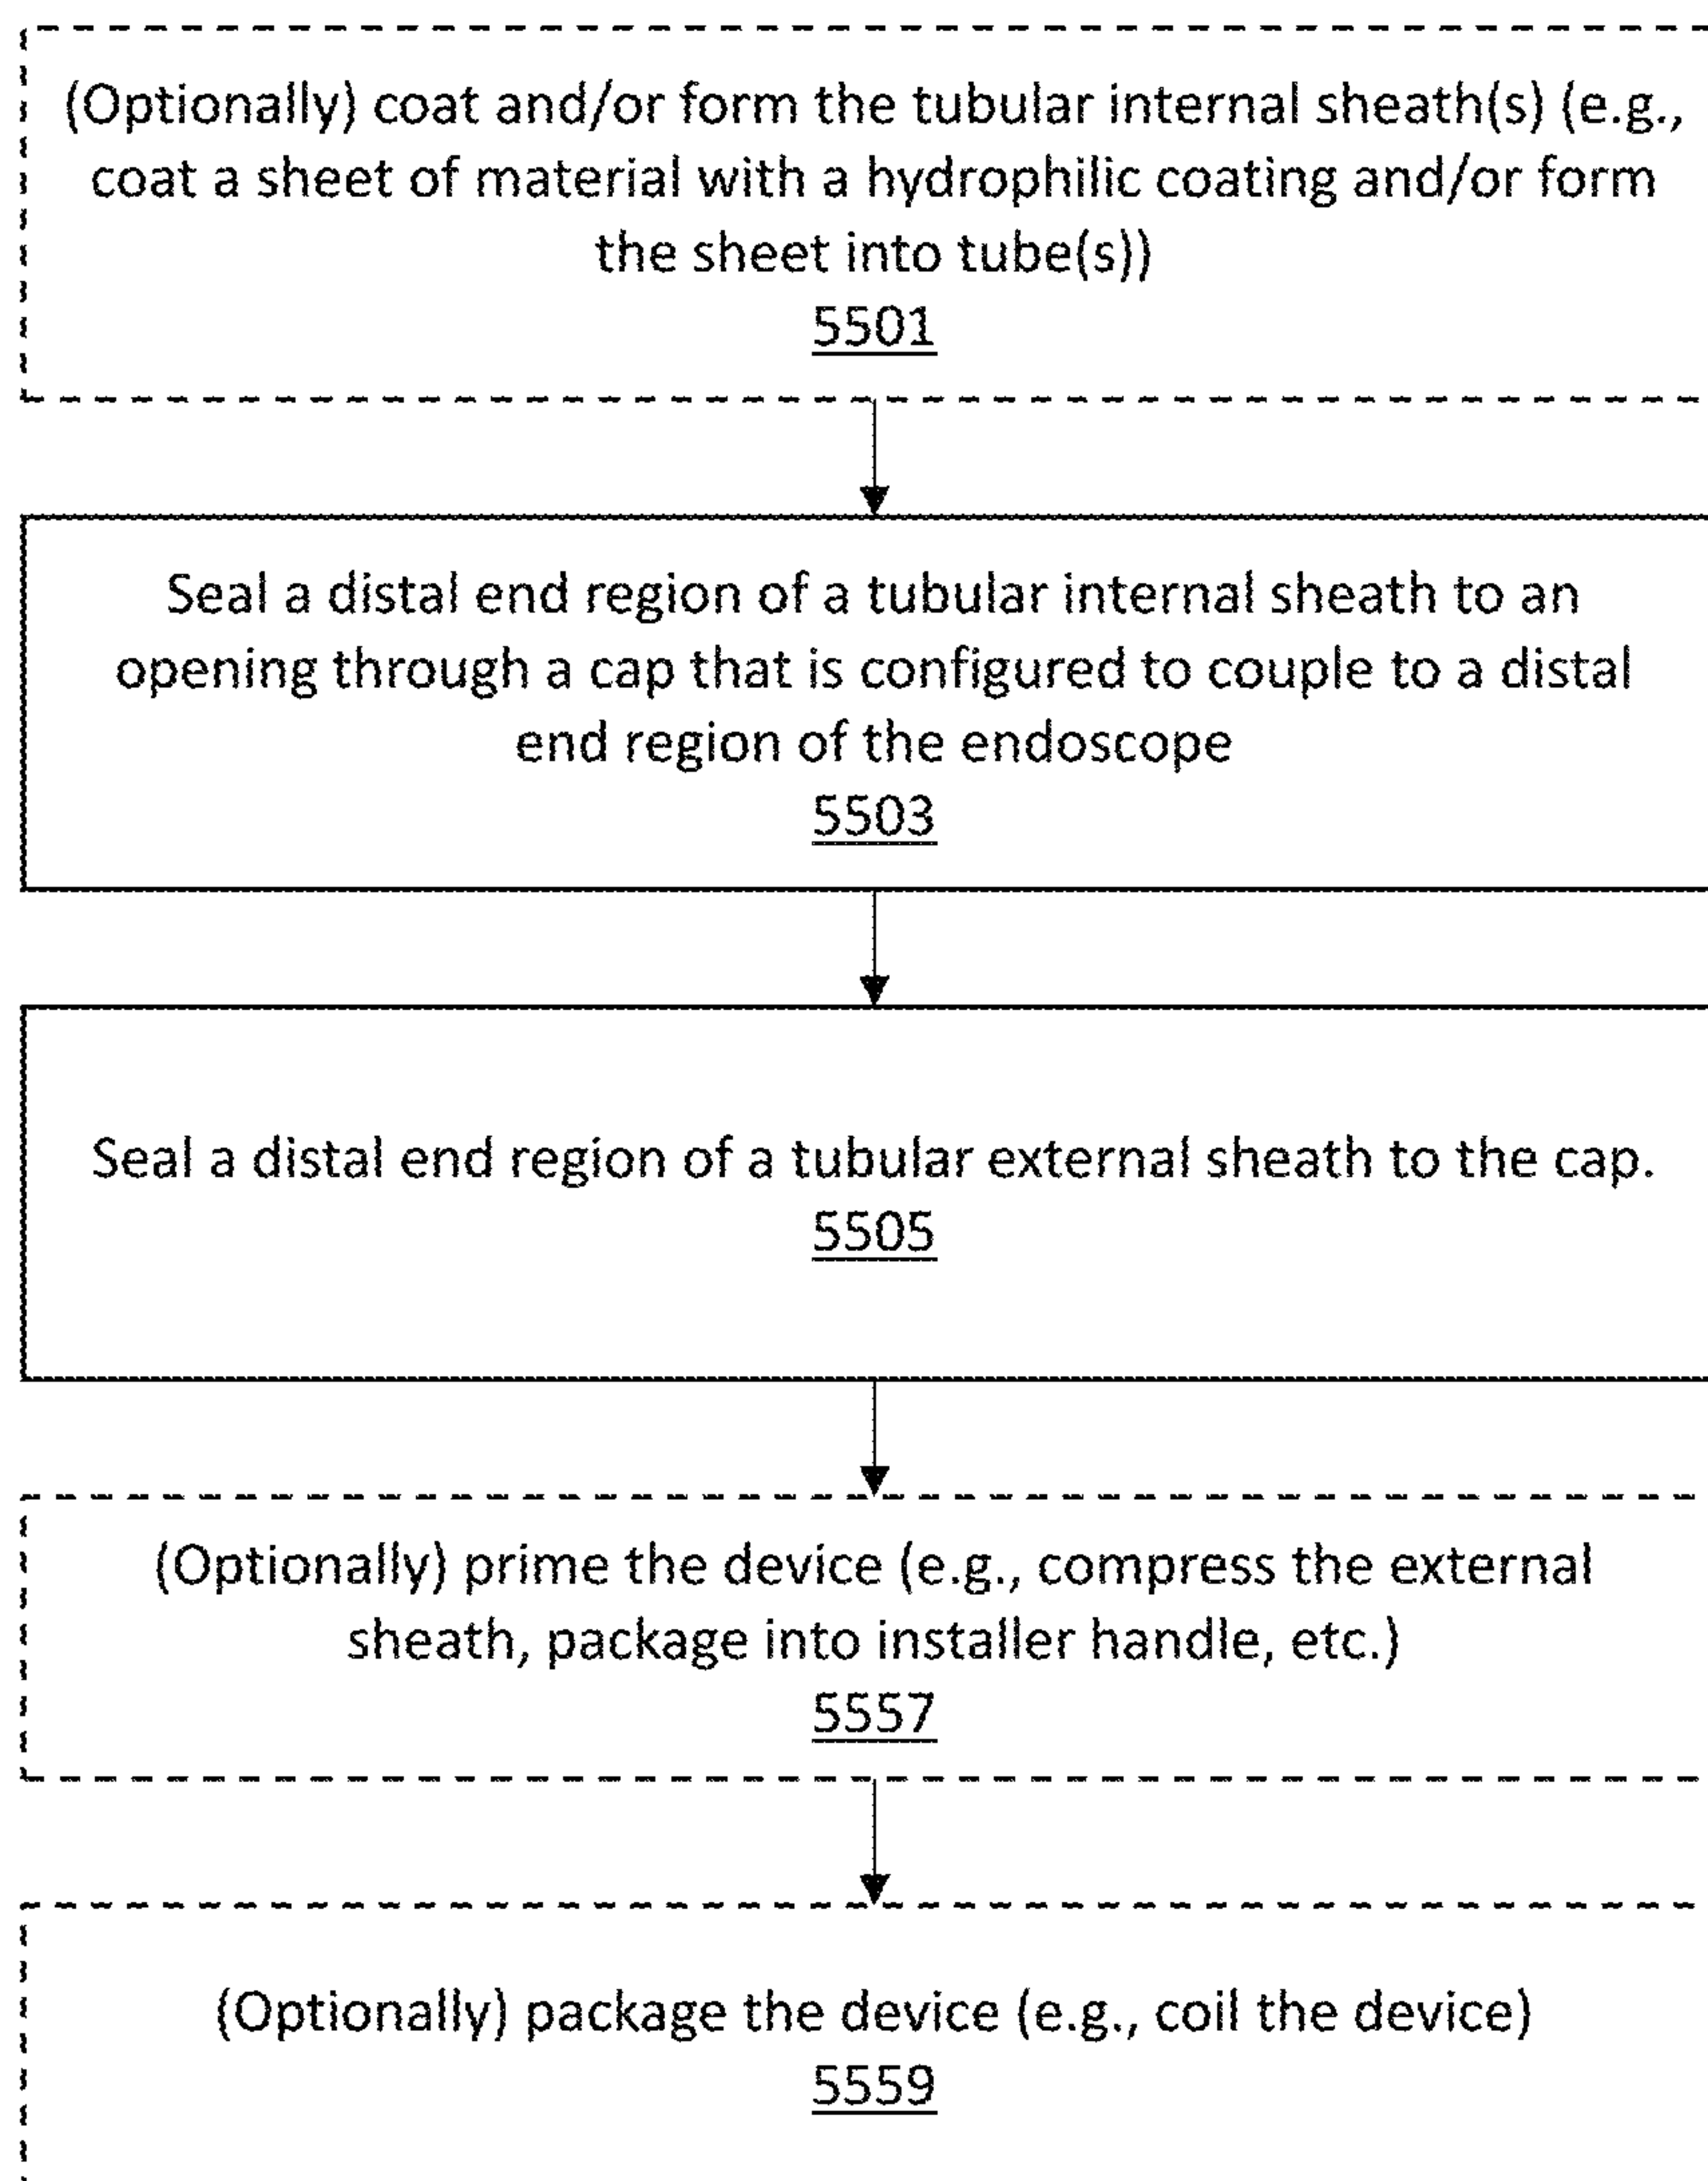 (Optionally) coat and/or form the tubular internal sheath(s) (e.g.,
coat a sheet of material with a hydrophilic coating and/or form
the sheet into tube(s))
5501
Seal a distal end region of a tubular internal sheath to an
opening through a cap that is configured to couple to a distal
end region of the endoscope
5503
Seal a distal end region of a tubular external sheath to the cap.
5505
(Optionally) prime the device (e.g., compress the external
sheath, package into installer handle, etc.)
5557
(Optionally) package the device (e.g., coil the device)
5559